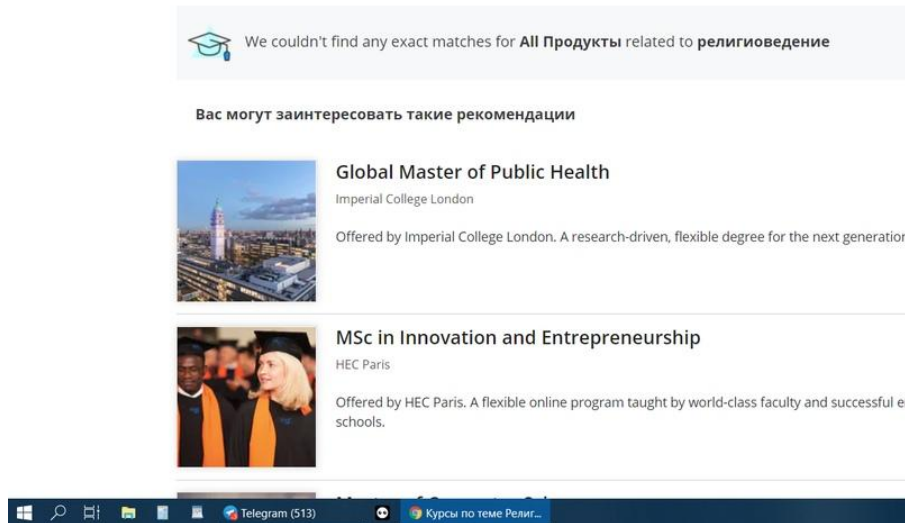 We couldn't find any exact matches for All Продукты related to религиоведение
Вас могут заинтересовать такие рекомендации
Global Master of Public Health
Imperial College London
Offered by Imperial College London. A research-driven, flexible degree for the next generation
MSc in Innovation and Entrepreneurship
HEC Paris
Offered by HEC Paris. A flexible online program taught by world-class faculty and successful
schools.
Telegram (513)
Курсы по теме Религ...